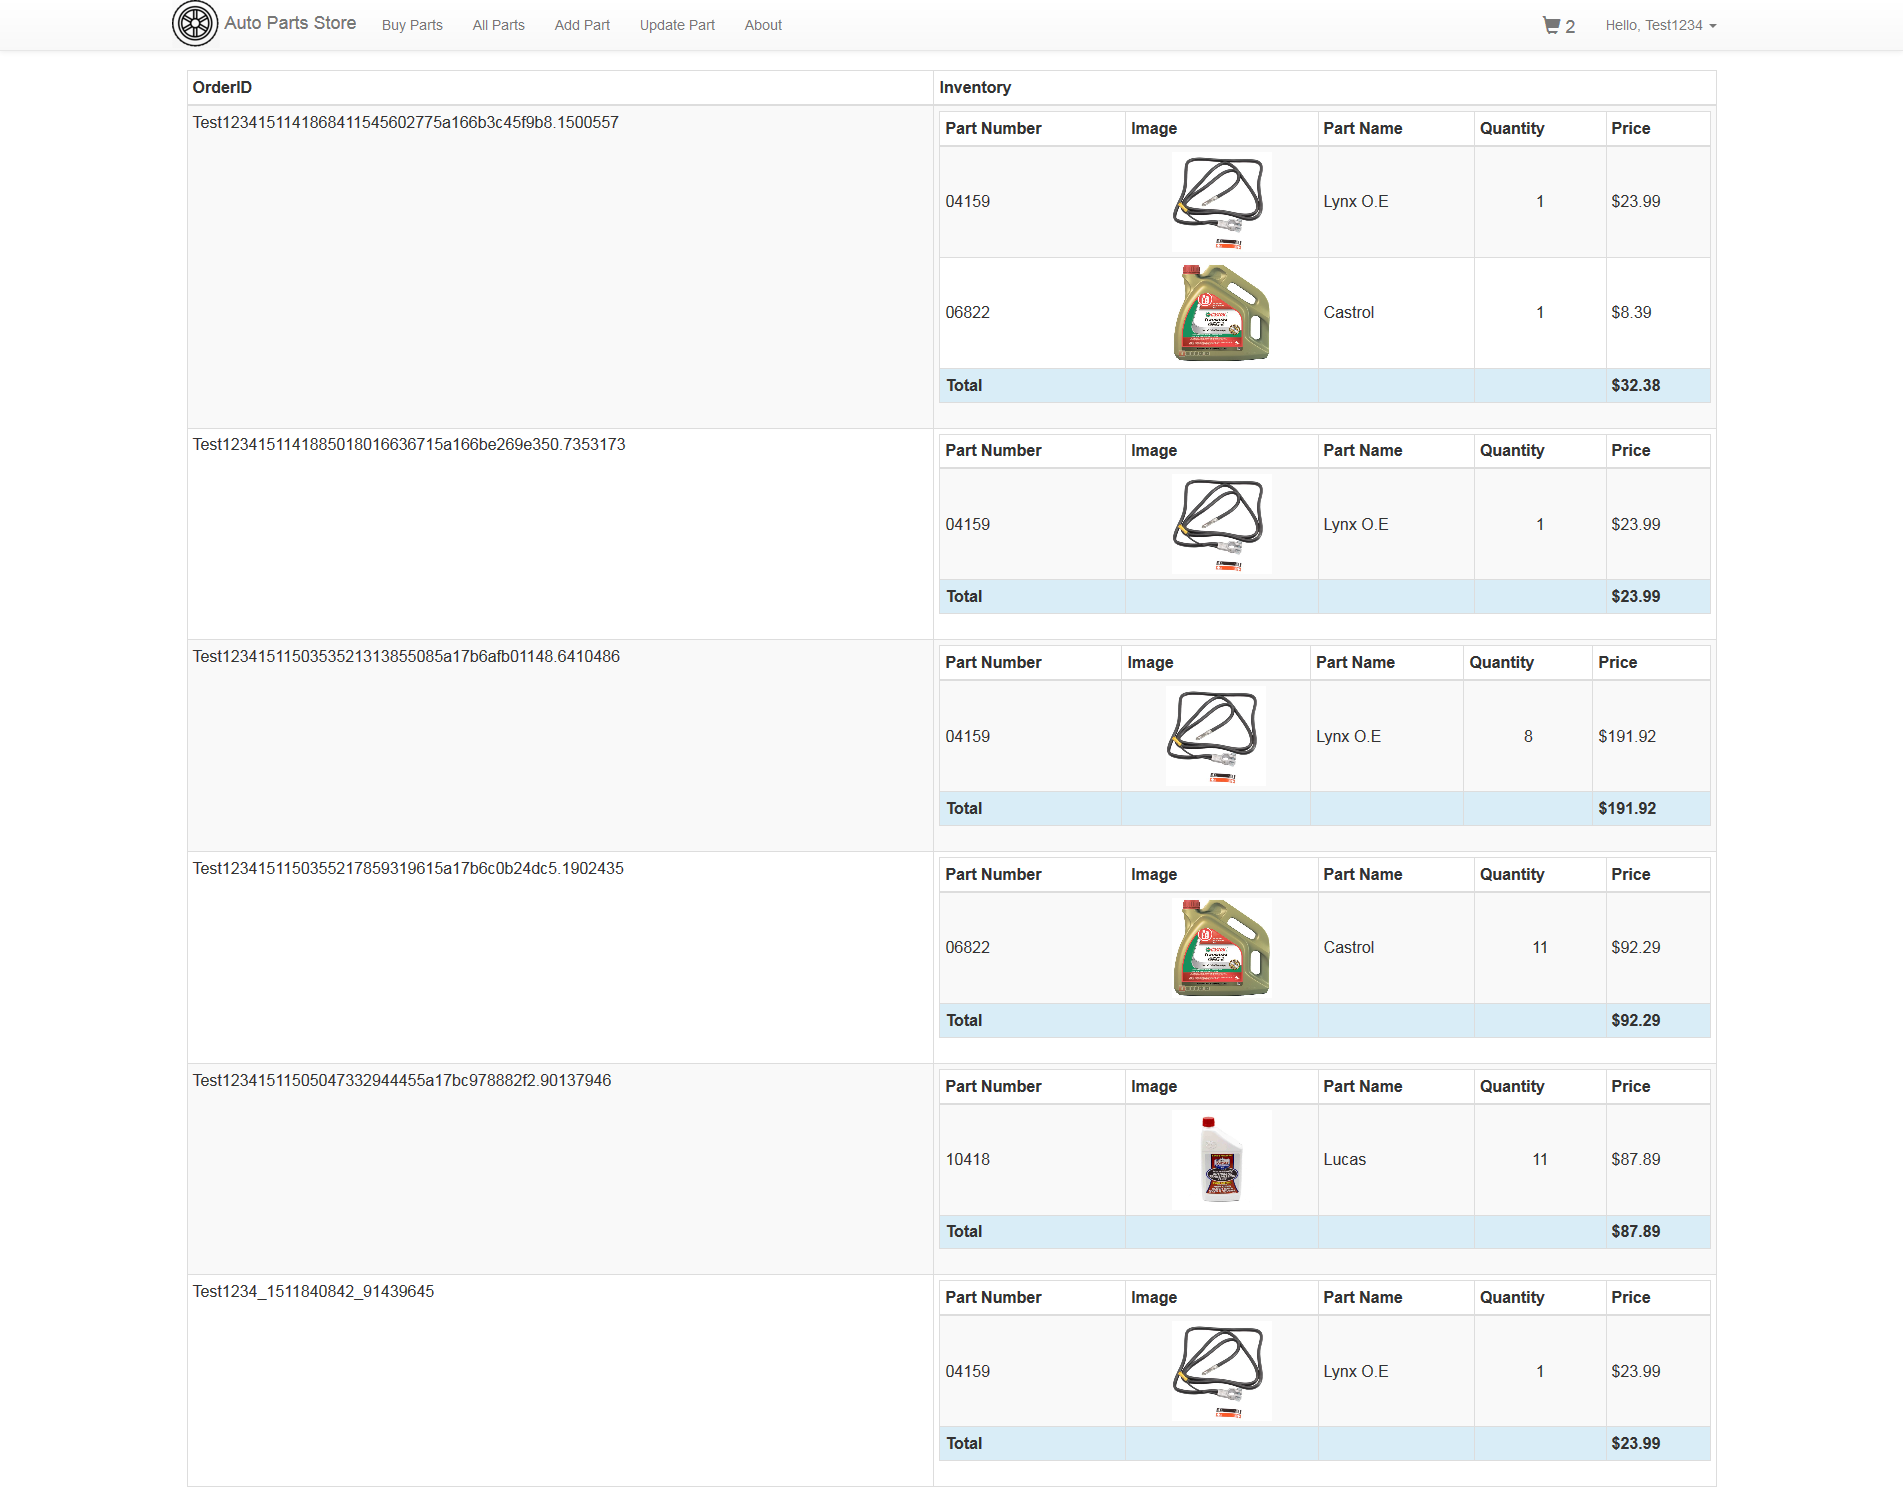 Auto Parts Store Buy Parts All Parts Add Part Update Part About 2 Hello, Test1234
OrderID Inventory
Test1234151141868411545602775a166b3c45f9b8.1500557
Part Number Image Part Name Quantity Price
04159 Lynx O.E 1 $23.99
06822 Castrol 1 $8.39
Total $32.38
Test1234151141885018016636715a166be269e350.7353173
Part Number Image Part Name Quantity Price
04159 Lynx O.E 1 $23.99
Total $23.99
Test1234151150353521313855085a17b6afb01148.6410486
Part Number Image Part Name Quantity Price
04159 Lynx O.E 8 $191.92
Total $191.92
Test1234151150355217859319615a17b6c0b24dc5.1902435
Part Number Image Part Name Quantity Price
06822 Castrol 11 $92.29
Total $92.29
Test123415115050473329444​55a17bc978882f2.90137946
Part Number Image Part Name Quantity Price
10418 Lucas 11 $87.89
Total $87.89
Test1234_1511840842_91439645
Part Number Image Part Name Quantity Price
04159 Lynx O.E 1 $23.99
Total $23.99